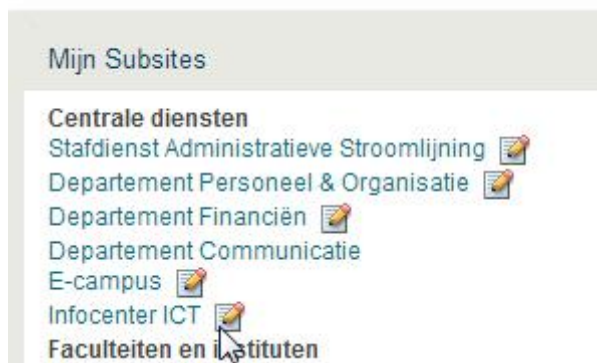 Mijn Subsites
Centrale diensten
Stafdienst Administratieve Stroomlijning
Departement Personeel & Organisatie
Departement Financiën
Departement Communicatie
E-campus
Infocenter ICT
Faculteiten en instituten